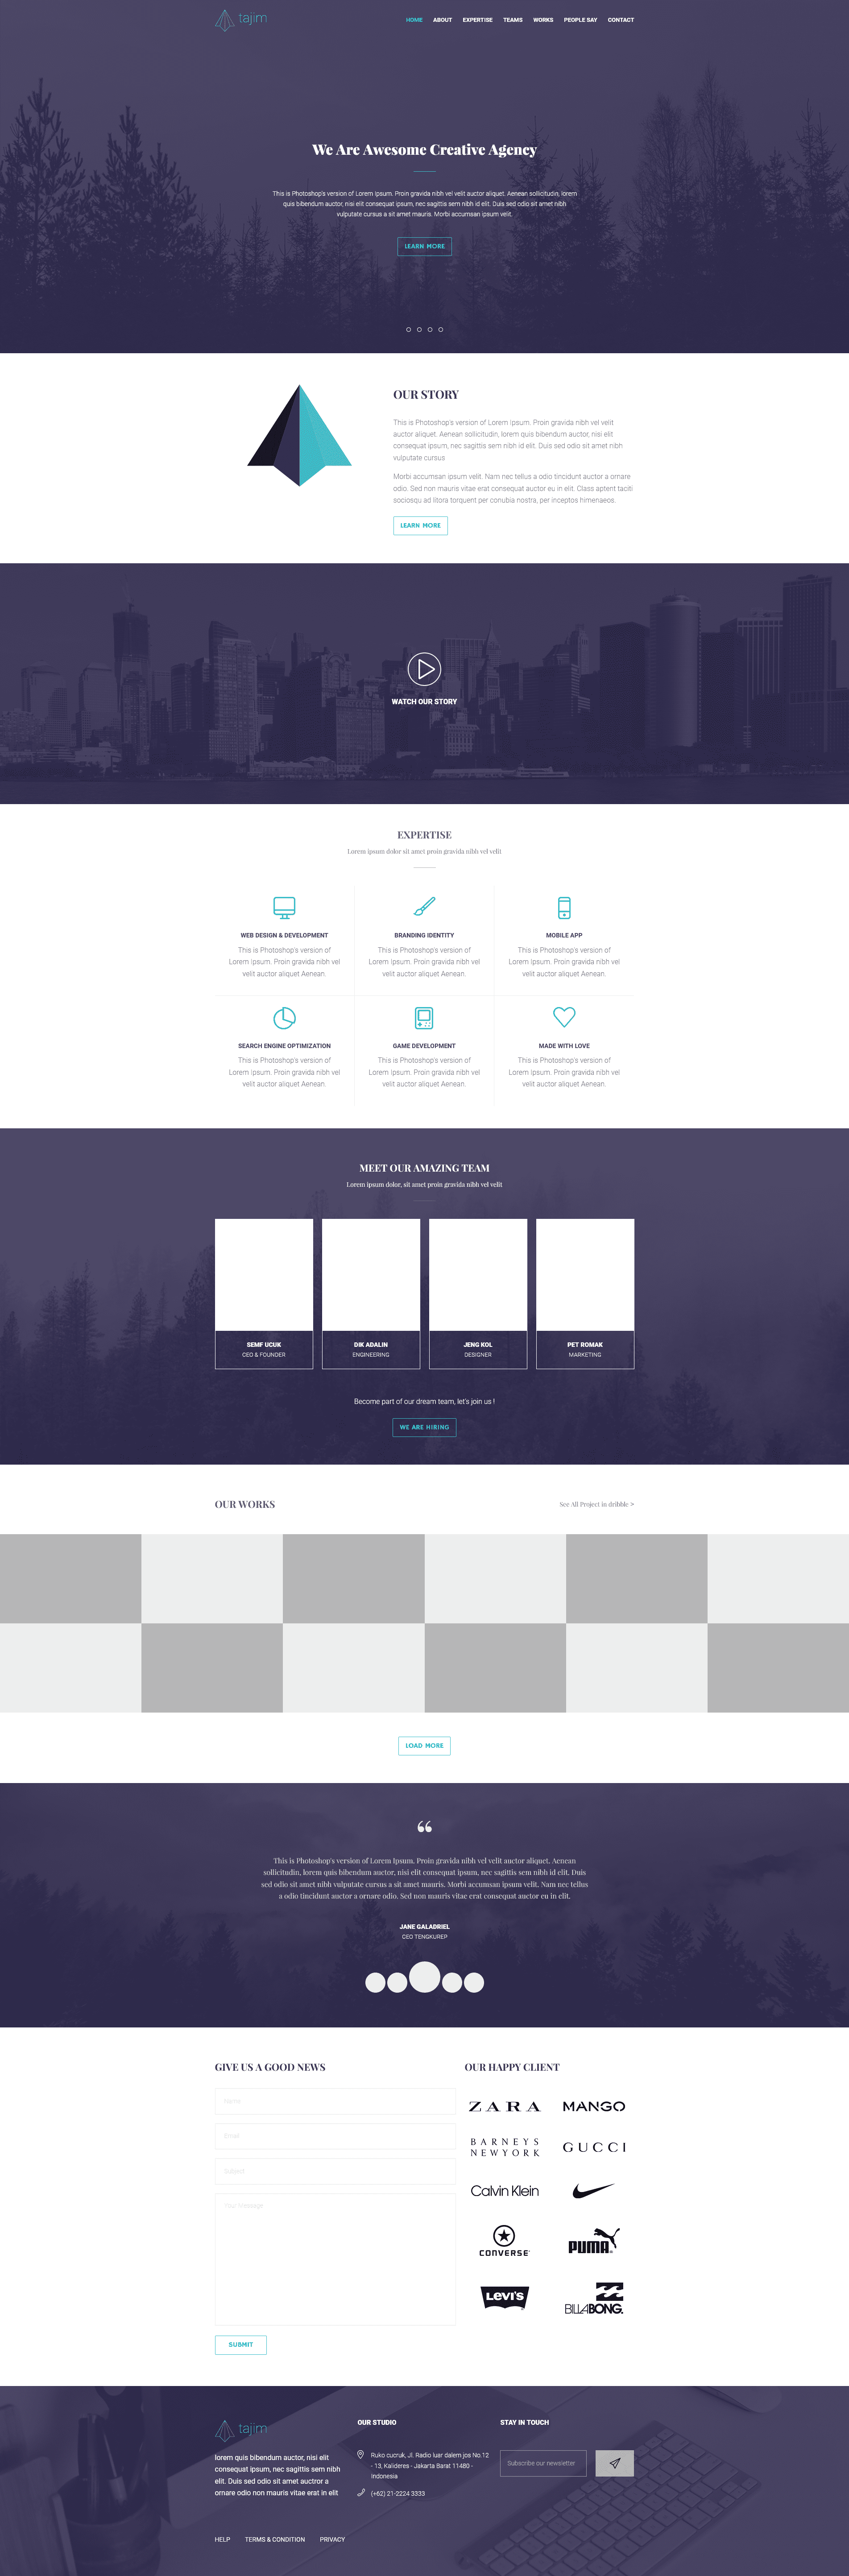 tajim
HOME ABOUT EXPERTISE TEAMS WORKS PEOPLE SAY CONTACT
We Are Awesome Creative Agency
This is Photoshop's version of Lorem Ipsum. Proin gravida nibh vel velit auctor aliquet. Aenean sollicitudin, lorem
quis bibendum auctor, nisi elit consequat ipsum, nec sagittis sem nibh id elit. Duis sed odio sit amet nibh
vulputate cursus a sit amet mauris. Morbi accumsan ipsum velit.
LEARN MORE
OUR STORY
This is Photoshop's version of Lorem Ipsum. Proin gravida nibh vel velit
auctor aliquet. Aenean sollicitudin, lorem quis bibendum auctor, nisi elit
consequat ipsum, nec sagittis sem nibh id elit. Duis sed odio sit amet nibh
vulputate cursus
Morbi accumsan ipsum velit. Nam nec tellus a odio tincidunt auctor a ornare
odio. Sed non mauris vitae erat consequat auctor eu in elit. Class aptent taciti
sociosqu ad litora torquent per conubia nostra, per inceptos himenaeos.
LEARN MORE
WATCH OUR STORY
EXPERTISE
Lorem ipsum dolor sit amet proin gravida nibh vel velit
WEB DESIGN & DEVELOPMENT
This is Photoshop's version of
Lorem Ipsum. Proin gravida nibh vel
velit auctor aliquet Aenean.
BRANDING IDENTITY
This is Photoshop's version of
Lorem Ipsum. Proin gravida nibh vel
velit auctor aliquet Aenean.
MOBILE APP
This is Photoshop's version of
Lorem Ipsum. Proin gravida nibh vel
velit auctor aliquet Aenean.
SEARCH ENGINE OPTIMIZATION
This is Photoshop's version of
Lorem Ipsum. Proin gravida nibh vel
velit auctor aliquet Aenean.
GAME DEVELOPMENT
This is Photoshop's version of
Lorem Ipsum. Proin gravida nibh vel
velit auctor aliquet Aenean.
MADE WITH LOVE
This is Photoshop's version of
Lorem Ipsum. Proin gravida nibh vel
velit auctor aliquet Aenean.
MEET OUR AMAZING TEAM
Lorem ipsum dolor, sit amet proin gravida nibh vel velit
SEMF UCUK
CEO & FOUNDER
DIK ADALIN
ENGINEERING
JENG KOL
DESIGNER
PET ROMAK
MARKETING
Become part of our dream team, let's join us !
WE ARE HIRING
OUR WORKS
See All Project in dribble >
LOAD MORE
“
This is Photoshop's version of Lorem Ipsum. Proin gravida nibh vel velit auctor aliquet. Aenean
sollicitudin, lorem quis bibendum auctor, nisi elit consequat ipsum, nec sagittis sem nibh id elit. Duis
sed odio sit amet nibh vulputate cursus a sit amet mauris. Morbi accumsan ipsum velit. Nam nec tellus
a odio tincidunt auctor a ornare odio. Sed non mauris vitae erat consequat auctor eu in elit.
JANE GALADRIEL
CEO TENGKUREP
GIVE US A GOOD NEWS
Name
Email
Subject
Your Message
SUBMIT
OUR HAPPY CLIENT
ZARA MANGO
BARNEYS
NEWYORK
GUCCI
Calvin Klein
CONVERSE
PUMA
Levi's
BILLABONG.
tajim
lorem quis bibendum auctor, nisi elit
consequat ipsum, nec sagittis sem nibh
elit. Duis sed odio sit amet auctror a
ornare odio non mauris vitae erat in elit
OUR STUDIO
Ruko cucruk, Jl. Radio luar dalem jos No.12
- 13, Kalideres - Jakarta Barat 11480 -
Indonesia
(+62) 21-2224 3333
STAY IN TOUCH
Subscribe our newsletter
HELP TERMS & CONDITION PRIVACY